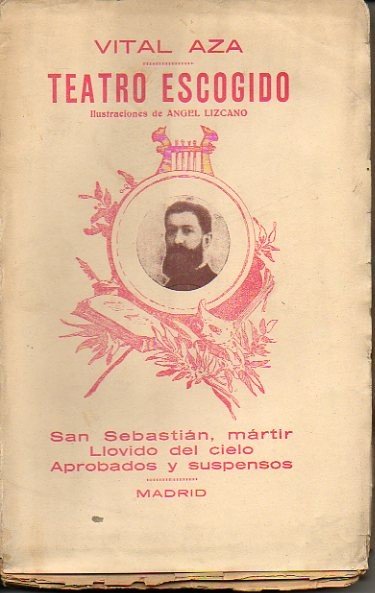 VITAL AZA
TEATRO ESCOGIDO
Ilustraciones de ANGEL LIZCANO
San Sebastián, mártir
Llovido del cielo
Aprobados y suspensos
MADRID